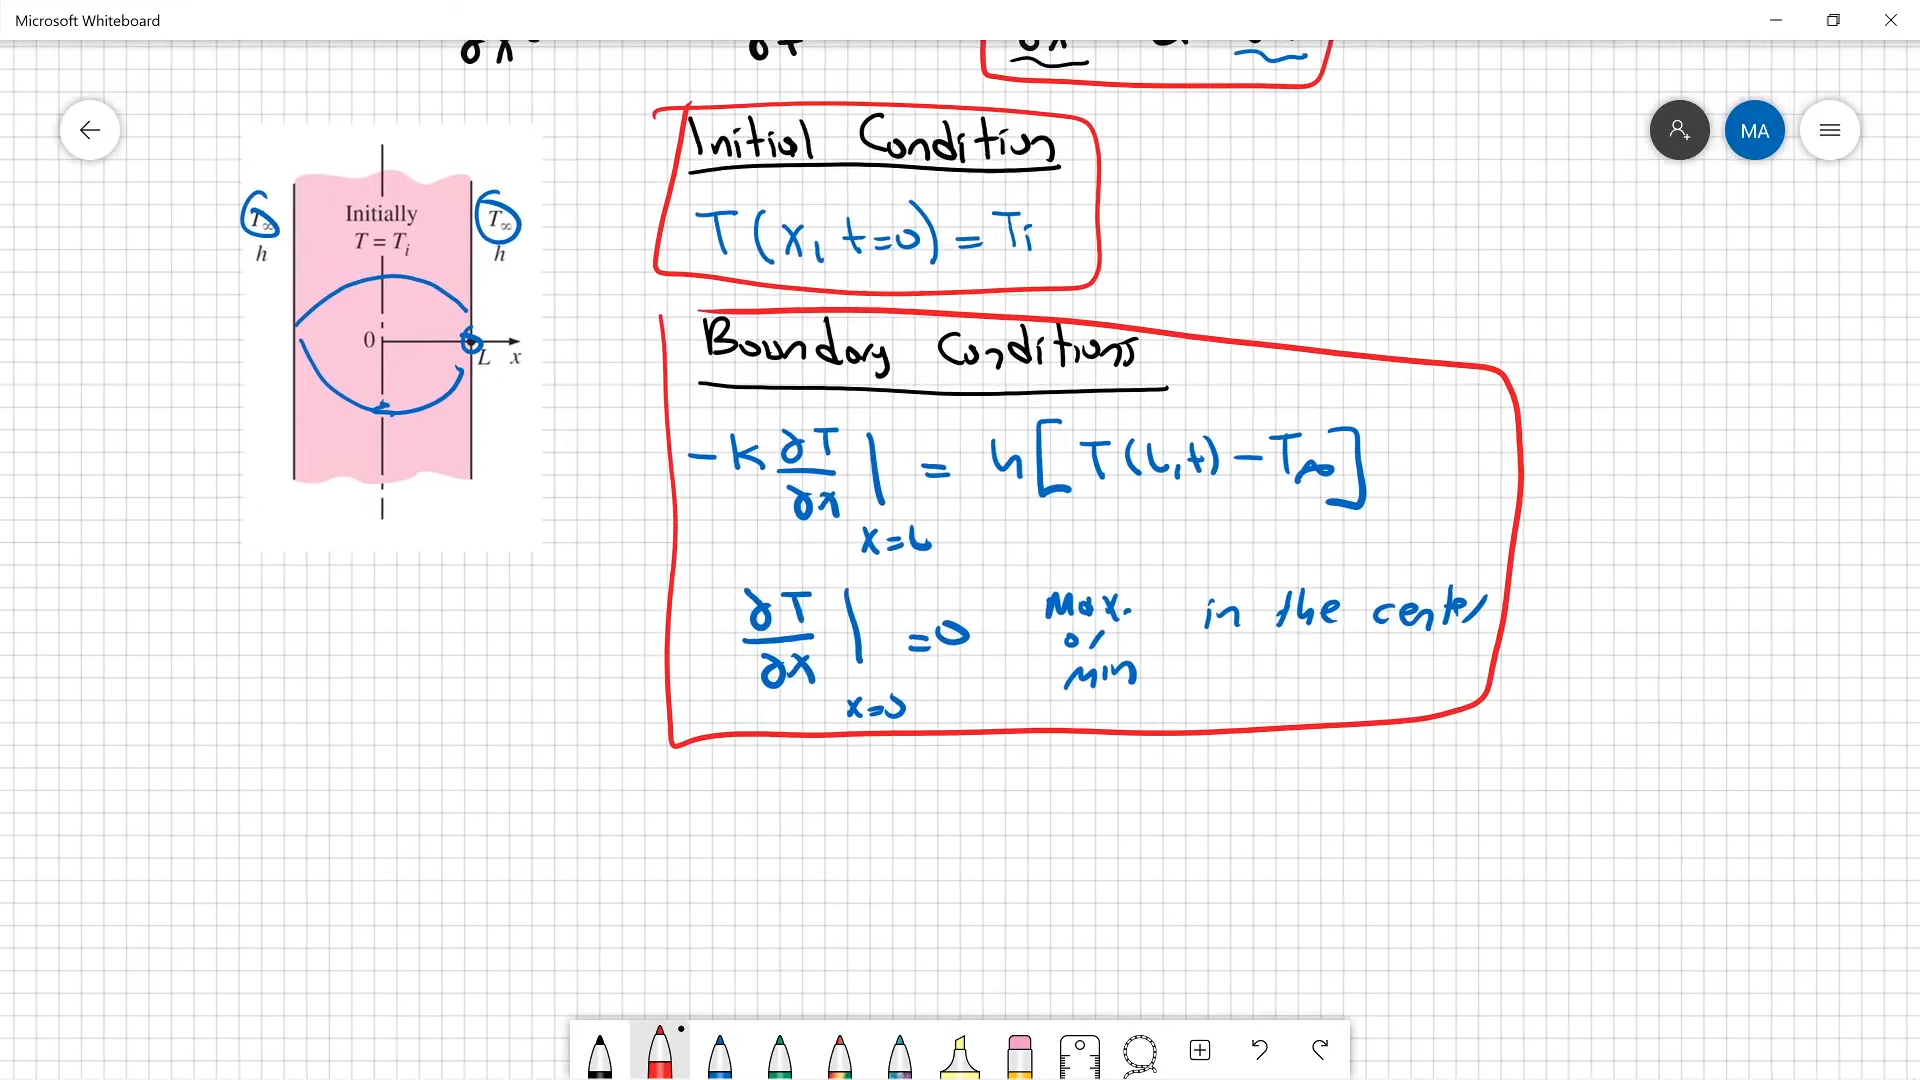 Microsoft Whiteboard
MA
Initial Condition
T(x, t=0) = Ti
T∞
h
Initially
T = Ti
T∞
h
0
L
x
Boundary Conditions
-k ∂T/∂x | x=L = h[T(L,t) - T∞]
∂T/∂x | x=0 = 0
Max.
or
min
in the center